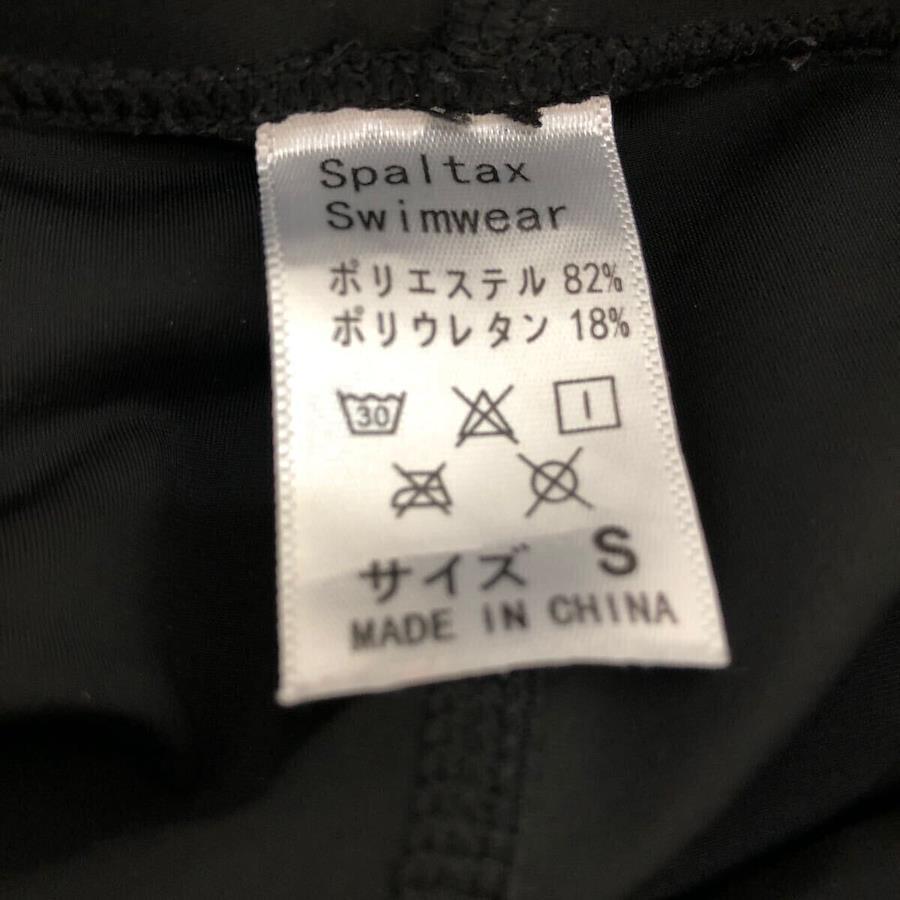 Spaltax
Swimwear
ポリエステル 82%
ポリウレタン 18%
30
サイズ S
MADE IN CHINA